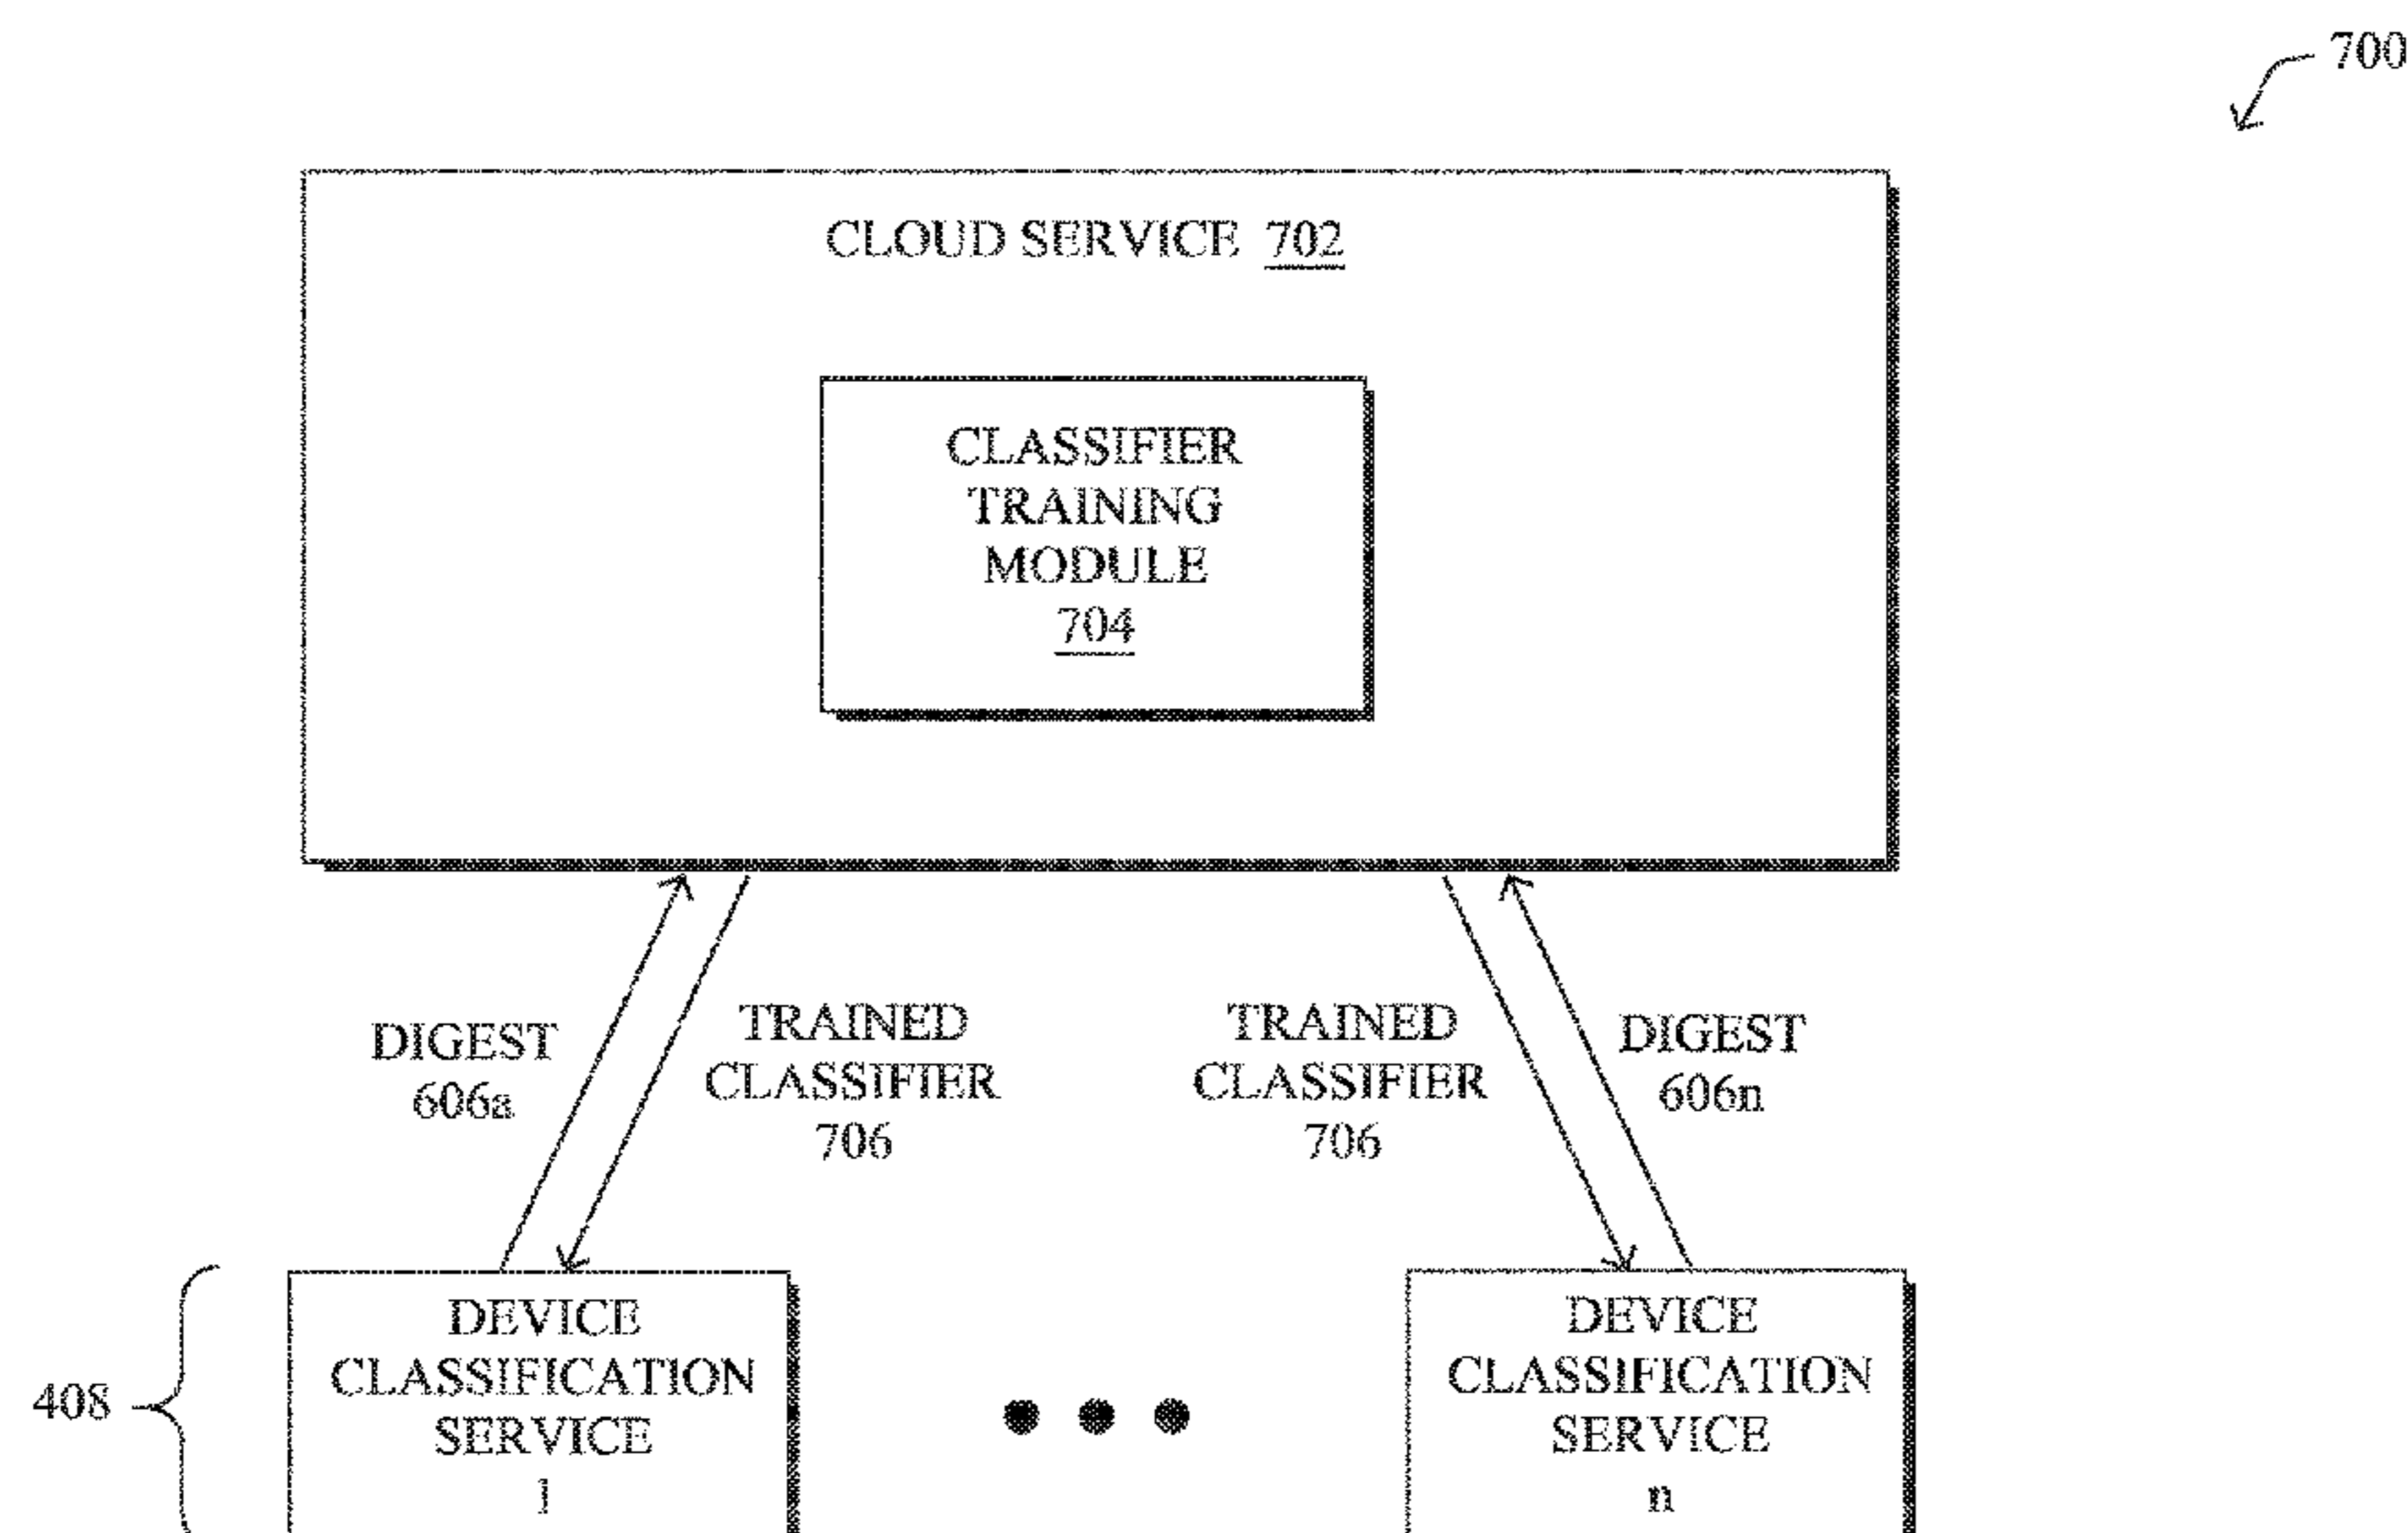 700
CLOUD SERVICE 702
CLASSIFIER
TRAINING
MODULE
704
DIGEST
606a
TRAINED
CLASSIFIER
706
TRAINED
CLASSIFIER
706
DIGEST
606n
408
DEVICE
CLASSIFICATION
SERVICE
1
DEVICE
CLASSIFICATION
SERVICE
n